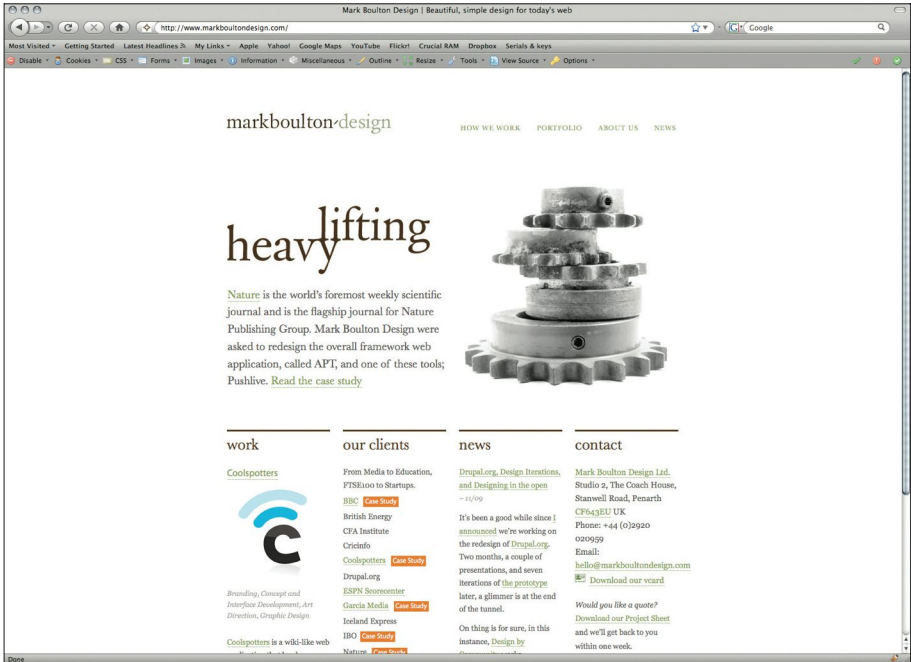 Mark Boulton Design | Beautiful, simple design for today's web
http://www.markboultondesign.com/
Google
Most Visited Getting Started Latest Headlines My Links Apple Yahoo! Google Maps YouTube Flickr! Crucial RAM Dropbox Serials & keys
Disable Cookies CSS Forms Images Information Miscellaneous Outline Resize Tools View Source Options
markboulton-design
HOW WE WORK PORTFOLIO ABOUT US NEWS
heavy lifting
Nature is the world's foremost weekly scientific
journal and is the flagship journal for Nature
Publishing Group. Mark Boulton Design were
asked to redesign the overall framework web
application, called APT, and one of these tools;
Pushlive. Read the case study
work
Coolspotters
c
Branding, Concept and
Interface Development, Art
Direction, Graphic Design
Coolspotters is a wiki-like web
our clients
From Media to Education,
FTSE100 to Startups.
BBC Case Study
British Energy
CFA Institute
Cricinfo
Coolspotters Case Study
Drupal.org
ESPN Scorecenter
Garcia Media Case Study
Iceland Express
IBO Case Study
Nature Case Study
news
Drupal.org, Design Iterations,
and Designing in the open
– 11/09
It's been a good while since I
announced we're working on
the redesign of Drupal.org.
Two months, a couple of
presentations, and seven
iterations of the prototype
later, a glimmer is at the end
of the tunnel.
On thing is for sure, in this
instance, Design by
contact
Mark Boulton Design Ltd.
Studio 2, The Coach House,
Stanwell Road, Penarth
CF643EU UK
Phone: +44 (0)2920
020959
Email:
hello@markboultondesign.com
Download our vcard
Would you like a quote?
Download our Project Sheet
and we'll get back to you
within one week.
Done